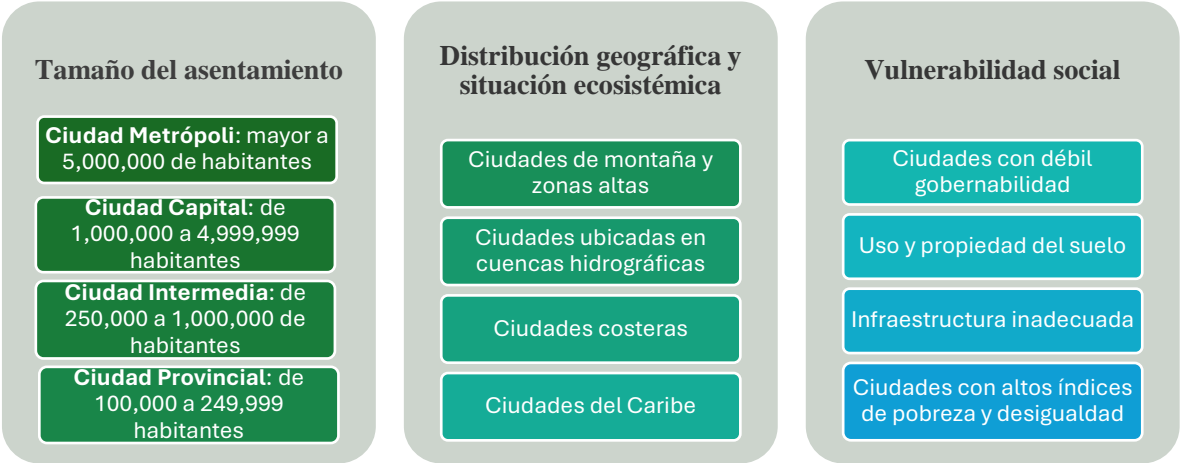 Tamaño del asentamiento
Ciudad Metrópoli: mayor a
5,000,000 de habitantes
Ciudad Capital: de
1,000,000 a 4,999,999
habitantes
Ciudad Intermedia: de
250,000 a 1,000,000 de
habitantes
Ciudad Provincial: de
100,000 a 249,999
habitantes
Distribución geográfica y
situación ecosistémica
Ciudades de montaña y
zonas altas
Ciudades ubicadas en
cuencas hidrográficas
Ciudades costeras
Ciudades del Caribe
Vulnerabilidad social
Ciudades con débil
gobernabilidad
Uso y propiedad del suelo
Infraestructura inadecuada
Ciudades con altos índices
de pobreza y desigualdad